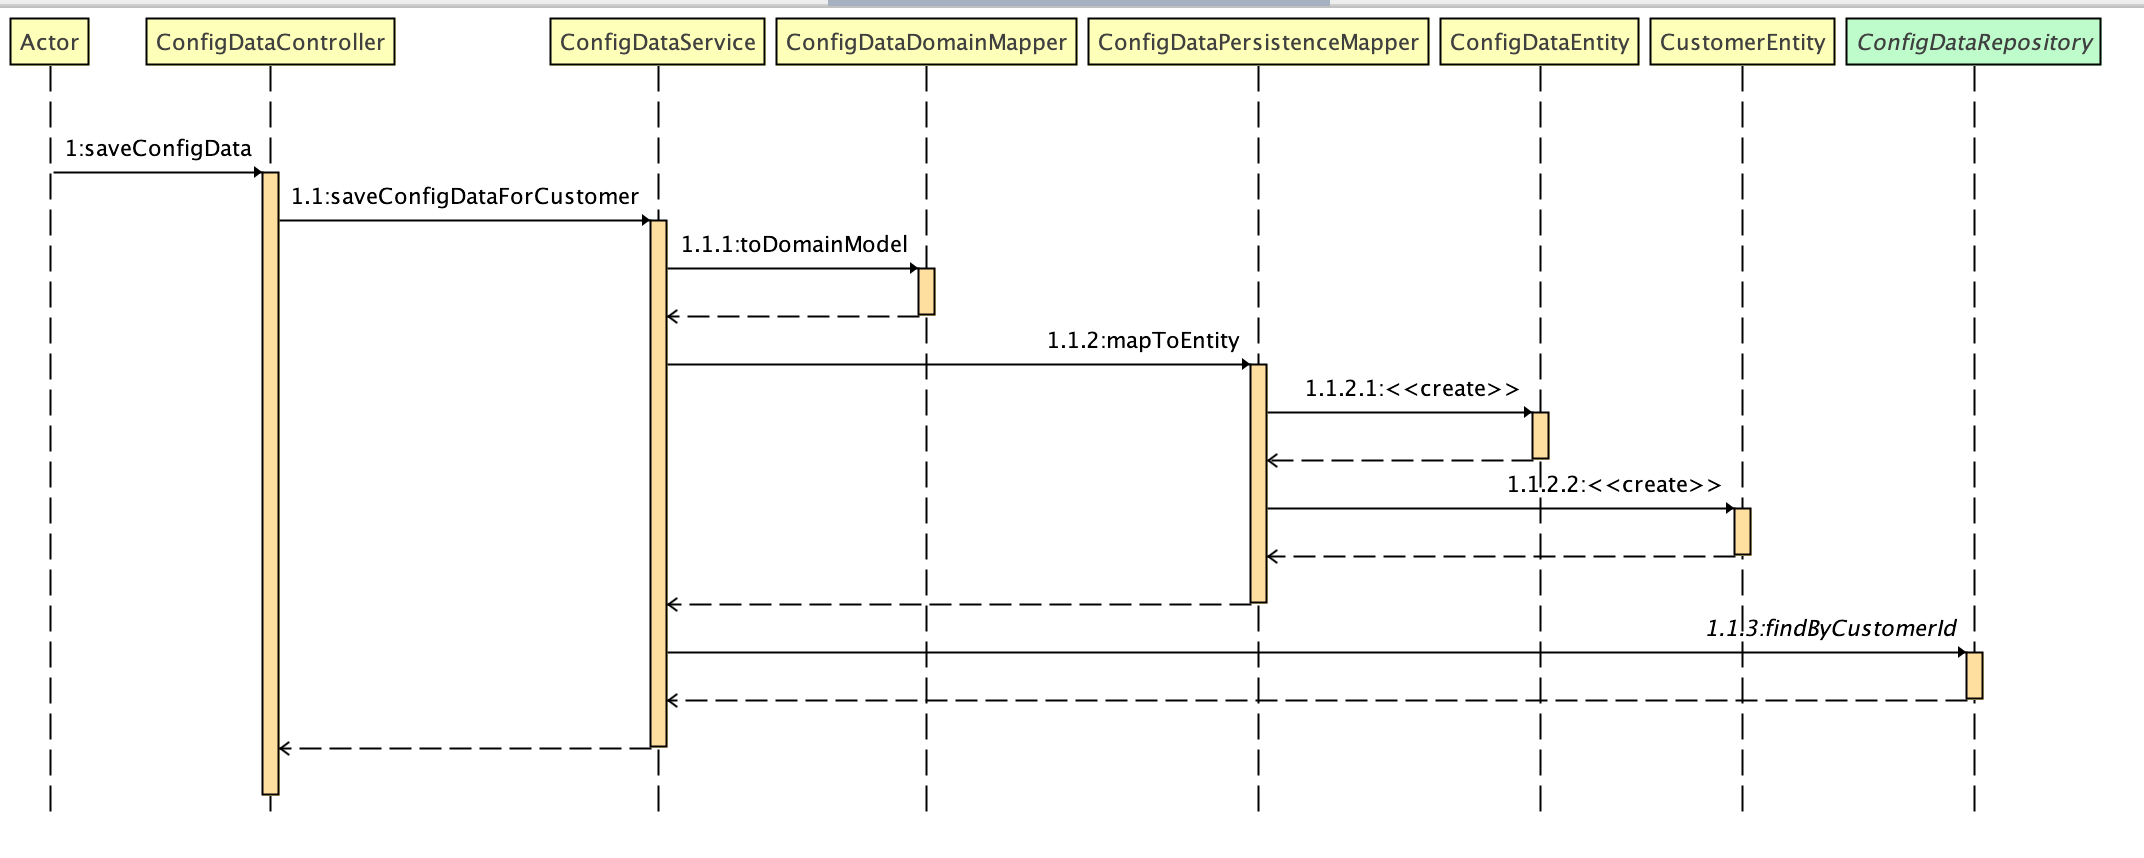 Actor
ConfigDataController
ConfigDataService
ConfigDataDomainMapper
ConfigDataPersistenceMapper
ConfigDataEntity
CustomerEntity
ConfigDataRepository
1:saveConfigData
1.1:saveConfigDataForCustomer
1.1.1:toDomainModel
1.1.2:mapToEntity
1.1.2.1:<<create>>
1.1.2.2:<<create>>
1.1.3:findByCustomerId